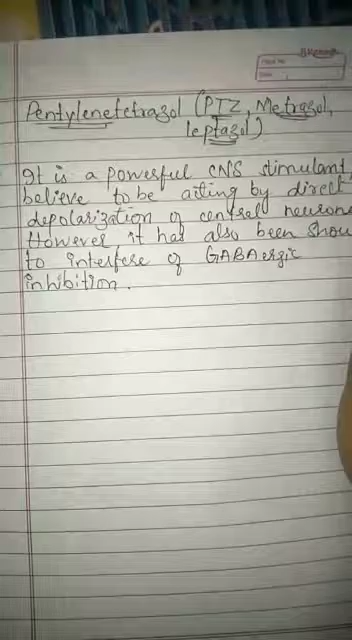 Pentylenetetrazol (PTZ, Metrazol,
leptazol)
It is a powerful CNS stimulant,
believe to be acting by direct
depolarization of central neurons
However, it has also been show
to interfere of GABAergic
inhibition.